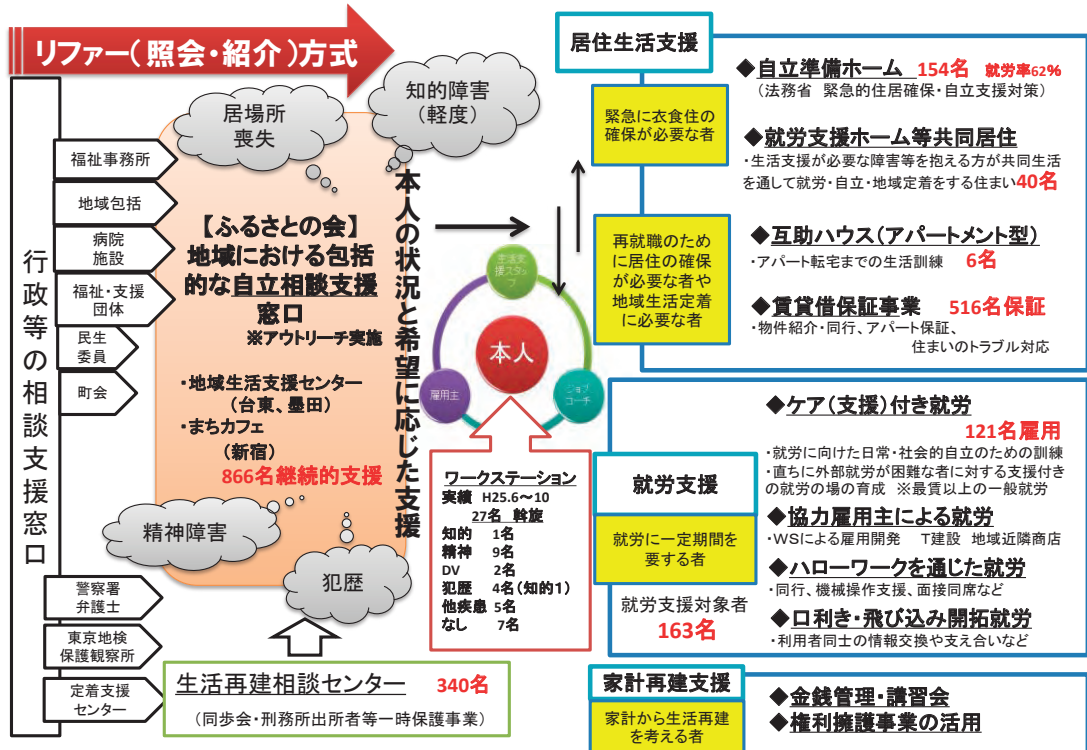 リファー(照会・紹介)方式
行政等の相談支援窓口
福祉事務所
地域包括
病院
施設
福祉・支援
団体
民生
委員
町会
警察署
弁護士
東京地検
保護観察所
定着支援
センター
居場所
喪失
知的障害
(軽度)
【ふるさとの会】
地域における包括
的な自立相談支援
窓口
※アウトリーチ実施
・地域生活支援センター
(台東、墨田)
・まちカフェ
(新宿)
866名継続的支援
精神障害
犯歴
本人の状況と希望に応じた支援
生活再建相談センター 340名
(同歩会・刑務所出所者等一時保護事業)
生活支
援スタッ
フ
本人
雇用主
ジョブ
コーチ
ワークステーション
実績 H25.6~10
27名 斡旋
知的 1名
精神 9名
DV 2名
犯歴 4名(知的1)
他疾患 5名
なし 7名
居住生活支援
緊急に衣食住の
確保が必要な者
再就職のため
に居住の確保
が必要な者や
地域生活定着
に必要な者
◆自立準備ホーム 154名 就労率62%
(法務省 緊急的住居確保・自立支援対策)
◆就労支援ホーム等共同居住
・生活支援が必要な障害等を抱える方が共同生活
を通して就労・自立・地域定着をする住まい40名
◆互助ハウス(アパートメント型)
・アパート転宅までの生活訓練 6名
◆賃貸借保証事業 516名保証
・物件紹介・同行、アパート保証、
住まいのトラブル対応
就労支援
就労に一定期間を
要する者
就労支援対象者
163名
◆ケア(支援)付き就労
121名雇用
・就労に向けた日常・社会的自立のための訓練
・直ちに外部就労が困難な者に対する支援付き
の就労の場の育成 ※最賃以上の一般就労
◆協力雇用主による就労
・WSによる雇用開発 T建設 地域近隣商店
◆ハローワークを通じた就労
・同行、機械操作支援、面接同席など
◆口利き・飛び込み開拓就労
・利用者同士の情報交換や支え合いなど
家計再建支援
家計から生活再建
を考える者
◆金銭管理・講習会
◆権利擁護事業の活用